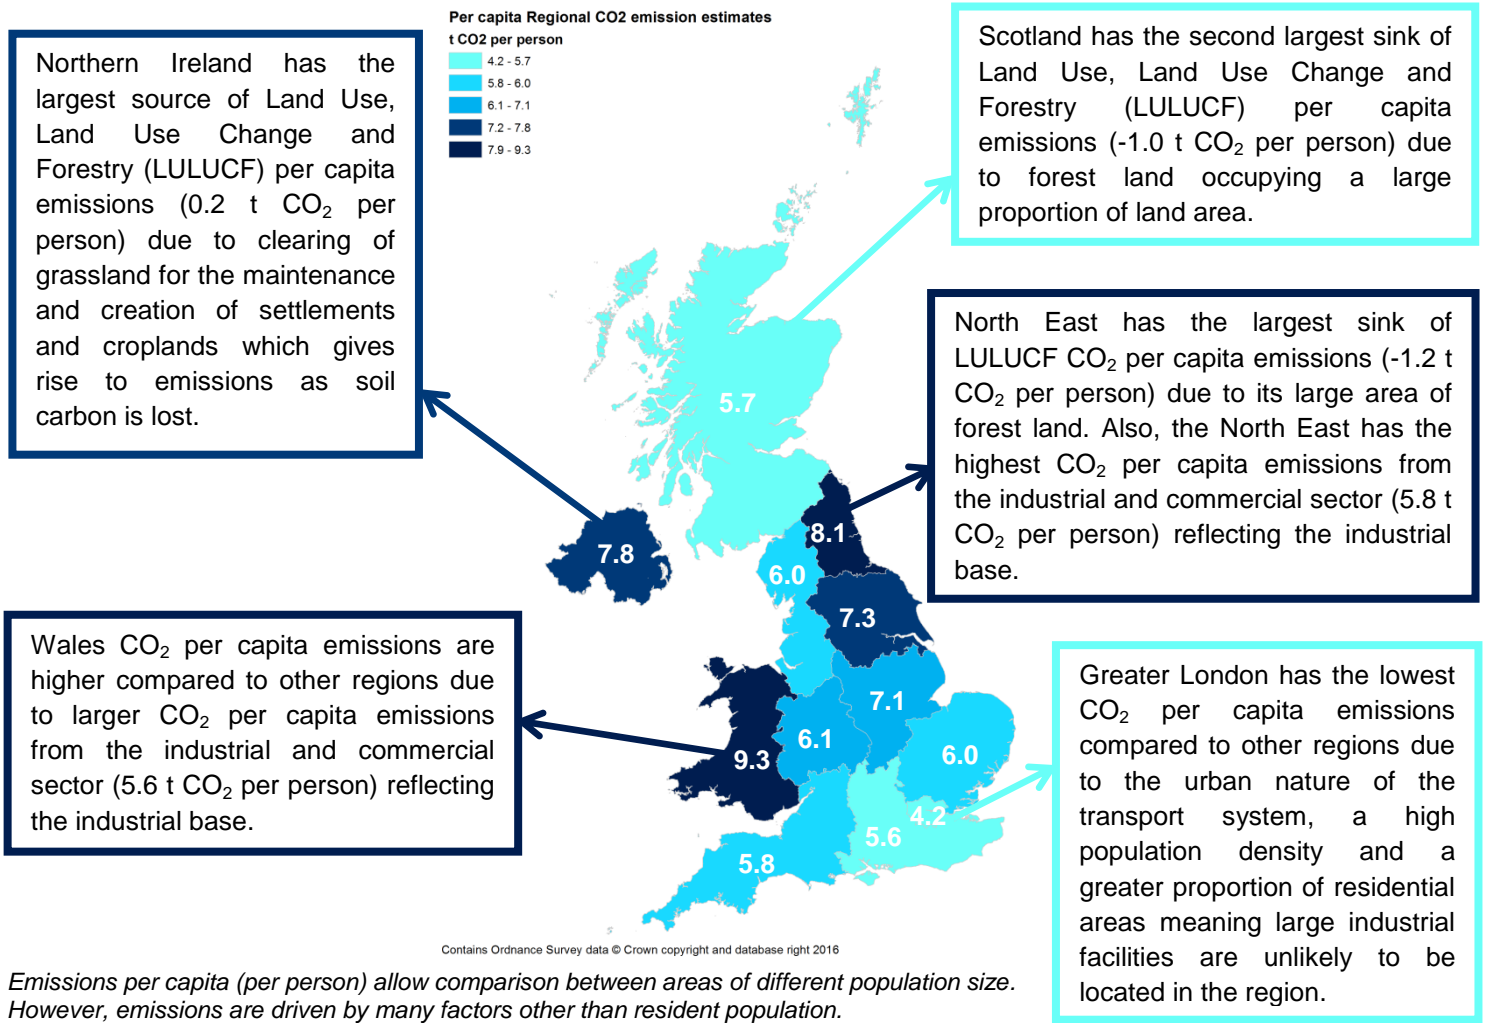 Per capita Regional CO2 emission estimates
t CO2 per person
4.2 - 5.7
5.8 - 6.0
6.1 - 7.1
7.2 - 7.8
7.9 - 9.3
Northern Ireland has the
largest source of Land Use,
Land Use Change and
Forestry (LULUCF) per capita
emissions (0.2 t CO₂ per
person) due to clearing of
grassland for the maintenance
and creation of settlements
and croplands which gives
rise to emissions as soil
carbon is lost.
Scotland has the second largest sink of
Land Use, Land Use Change and
Forestry (LULUCF) per capita
emissions (-1.0 t CO₂ per person) due
to forest land occupying a large
proportion of land area.
North East has the largest sink of
LULUCF CO₂ per capita emissions (-1.2 t
CO₂ per person) due to its large area of
forest land. Also, the North East has the
highest CO₂ per capita emissions from
the industrial and commercial sector (5.8 t
CO₂ per person) reflecting the industrial
base.
5.7
8.1
7.8
6.0
7.3
7.1
6.1
9.3
6.0
4.2
5.6
5.8
Wales CO₂ per capita emissions are
higher compared to other regions due
to larger CO₂ per capita emissions
from the industrial and commercial
sector (5.6 t CO₂ per person) reflecting
the industrial base.
Greater London has the lowest
CO₂ per capita emissions
compared to other regions due
to the urban nature of the
transport system, a high
population density and a
greater proportion of residential
areas meaning large industrial
facilities are unlikely to be
located in the region.
Contains Ordnance Survey data © Crown copyright and database right 2016
Emissions per capita (per person) allow comparison between areas of different population size.
However, emissions are driven by many factors other than resident population.